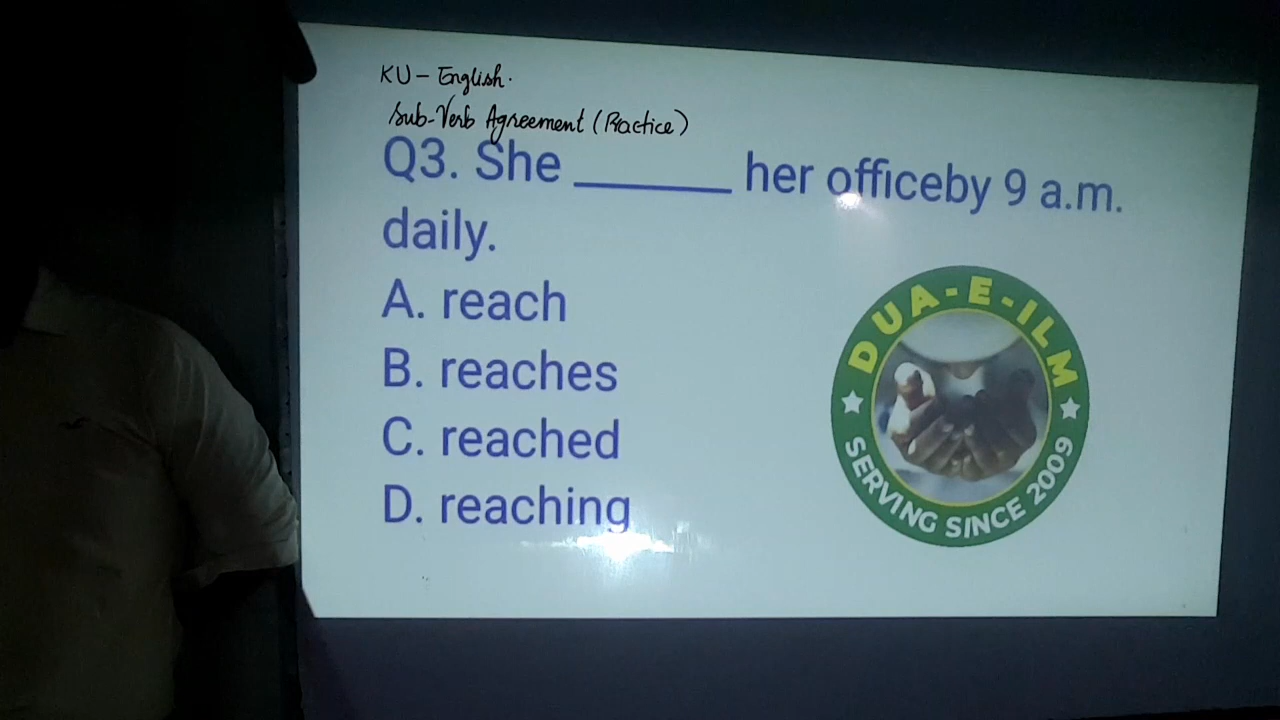 KU - English.
Sub-Verb Agreement (Practice)
Q3. She ______ her officeby 9 a.m.
daily.
A. reach
B. reaches
C. reached
D. reaching
DUA-E-ILM
SERVING SINCE 2009